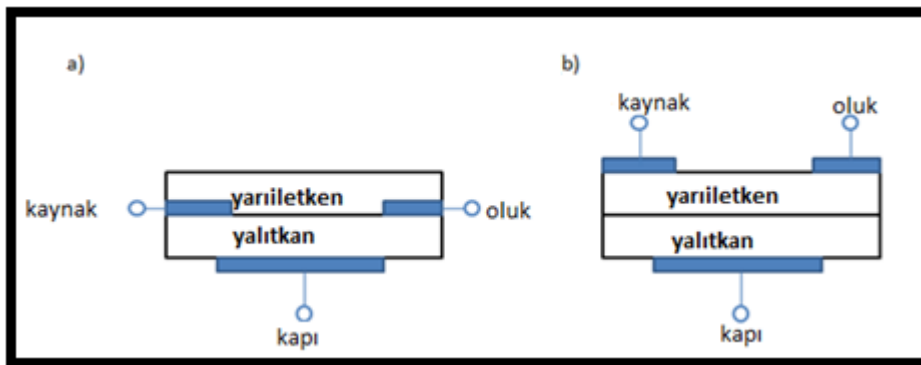 a)
kaynak
yarıiletken
yalıtkan
oluk
kapı
b)
kaynak
oluk
yarıiletken
yalıtkan
kapı